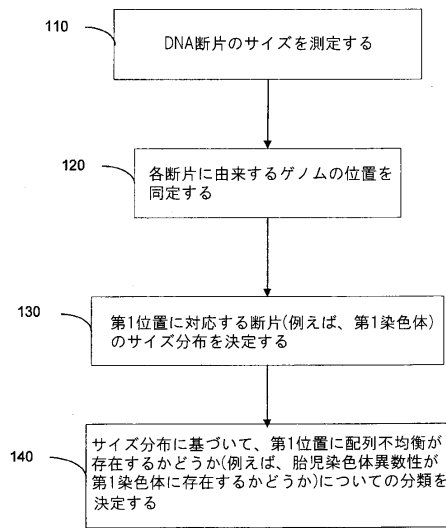 110
DNA断片のサイズを測定する
120
各断片に由来するゲノムの位置を
同定する
130
第1位置に対応する断片(例えば、第1染色体)
のサイズ分布を決定する
140
サイズ分布に基づいて、第1位置に配列不均衡が
存在するかどうか(例えば、胎児染色体異数性が
第1染色体に存在するかどうか)についての分類を
決定する